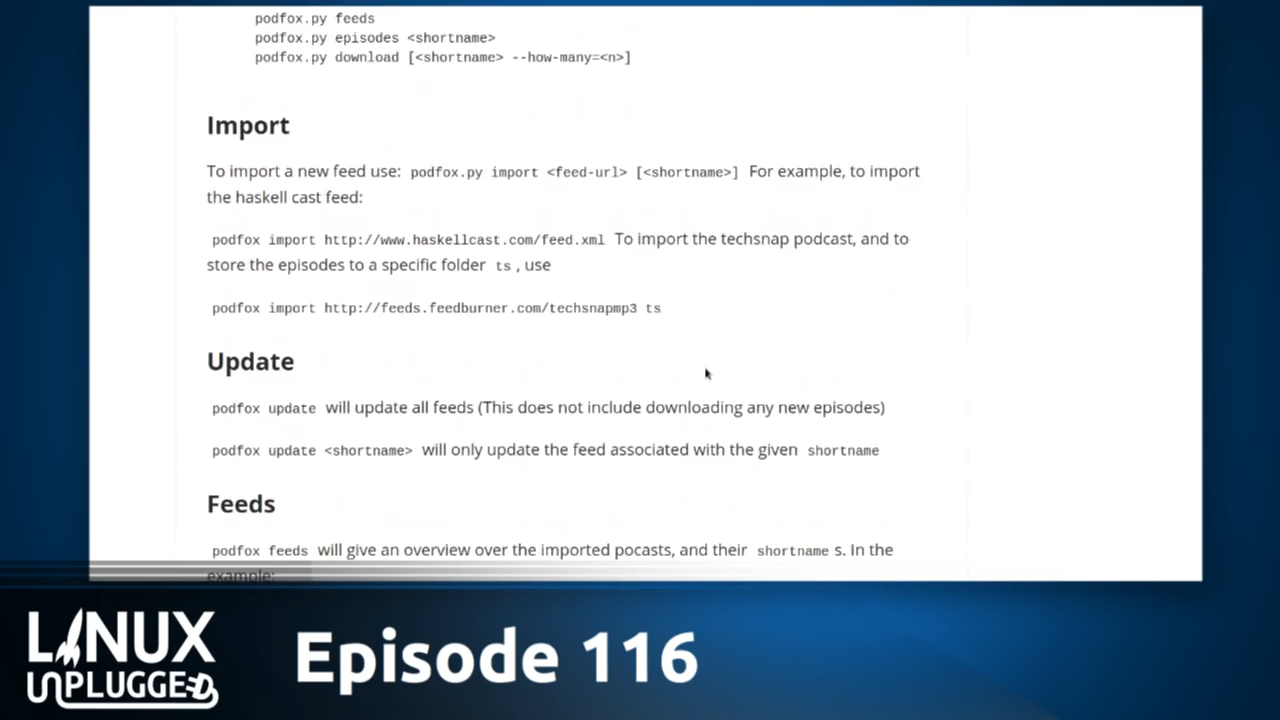 podfox.py feeds
podfox.py episodes <shortname>
podfox.py download [<shortname> --how-many=<n>]
Import
To import a new feed use: podfox.py import <feed-url> [<shortname>] For example, to import
the haskell cast feed:
podfox import http://www.haskellcast.com/feed.xml To import the techsnap podcast, and to
store the episodes to a specific folder ts , use
podfox import http://feeds.feedburner.com/techsnapmp3 ts
Update
podfox update will update all feeds (This does not include downloading any new episodes)
podfox update <shortname> will only update the feed associated with the given shortname
Feeds
podfox feeds will give an overview over the imported pocasts, and their shortname s. In the
example:
LINUX
UNPLUGGED
Episode 116